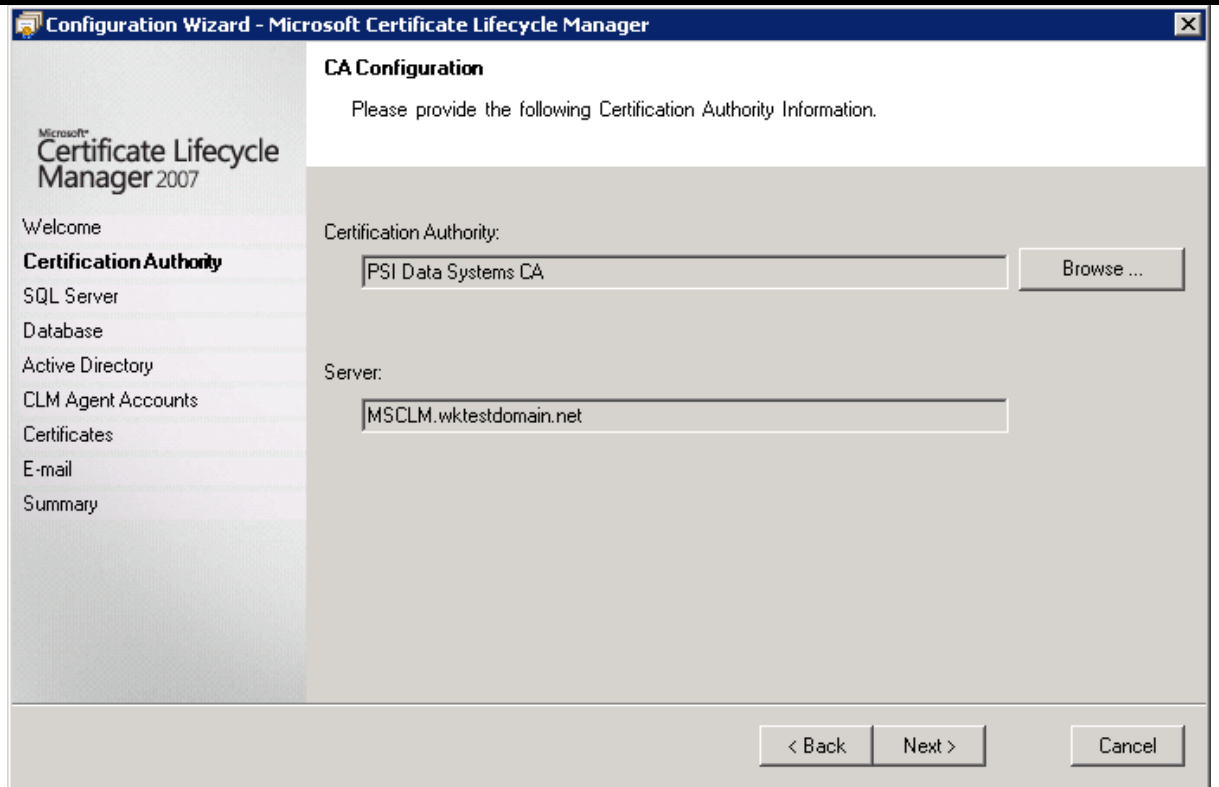 Configuration Wizard - Microsoft Certificate Lifecycle Manager
CA Configuration
Please provide the following Certification Authority Information.
Microsoft
Certificate Lifecycle
Manager 2007
Welcome
Certification Authority
SQL Server
Database
Active Directory
CLM Agent Accounts
Certificates
E-mail
Summary
Certification Authority:
PSI Data Systems CA
Browse ...
Server:
MSCLM.wktestdomain.net
< Back
Next >
Cancel